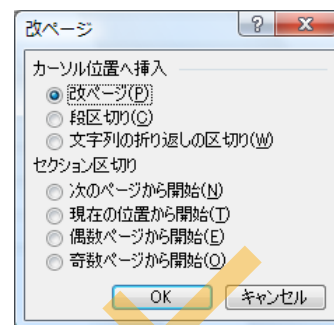 改ページ
カーソル位置へ挿入
改ページ(P)
段区切り(C)
文字列の折り返しの区切り(W)
セクション区切り
次のページから開始(N)
現在の位置から開始(T)
偶数ページから開始(E)
奇数ページから開始(O)
OK キャンセル